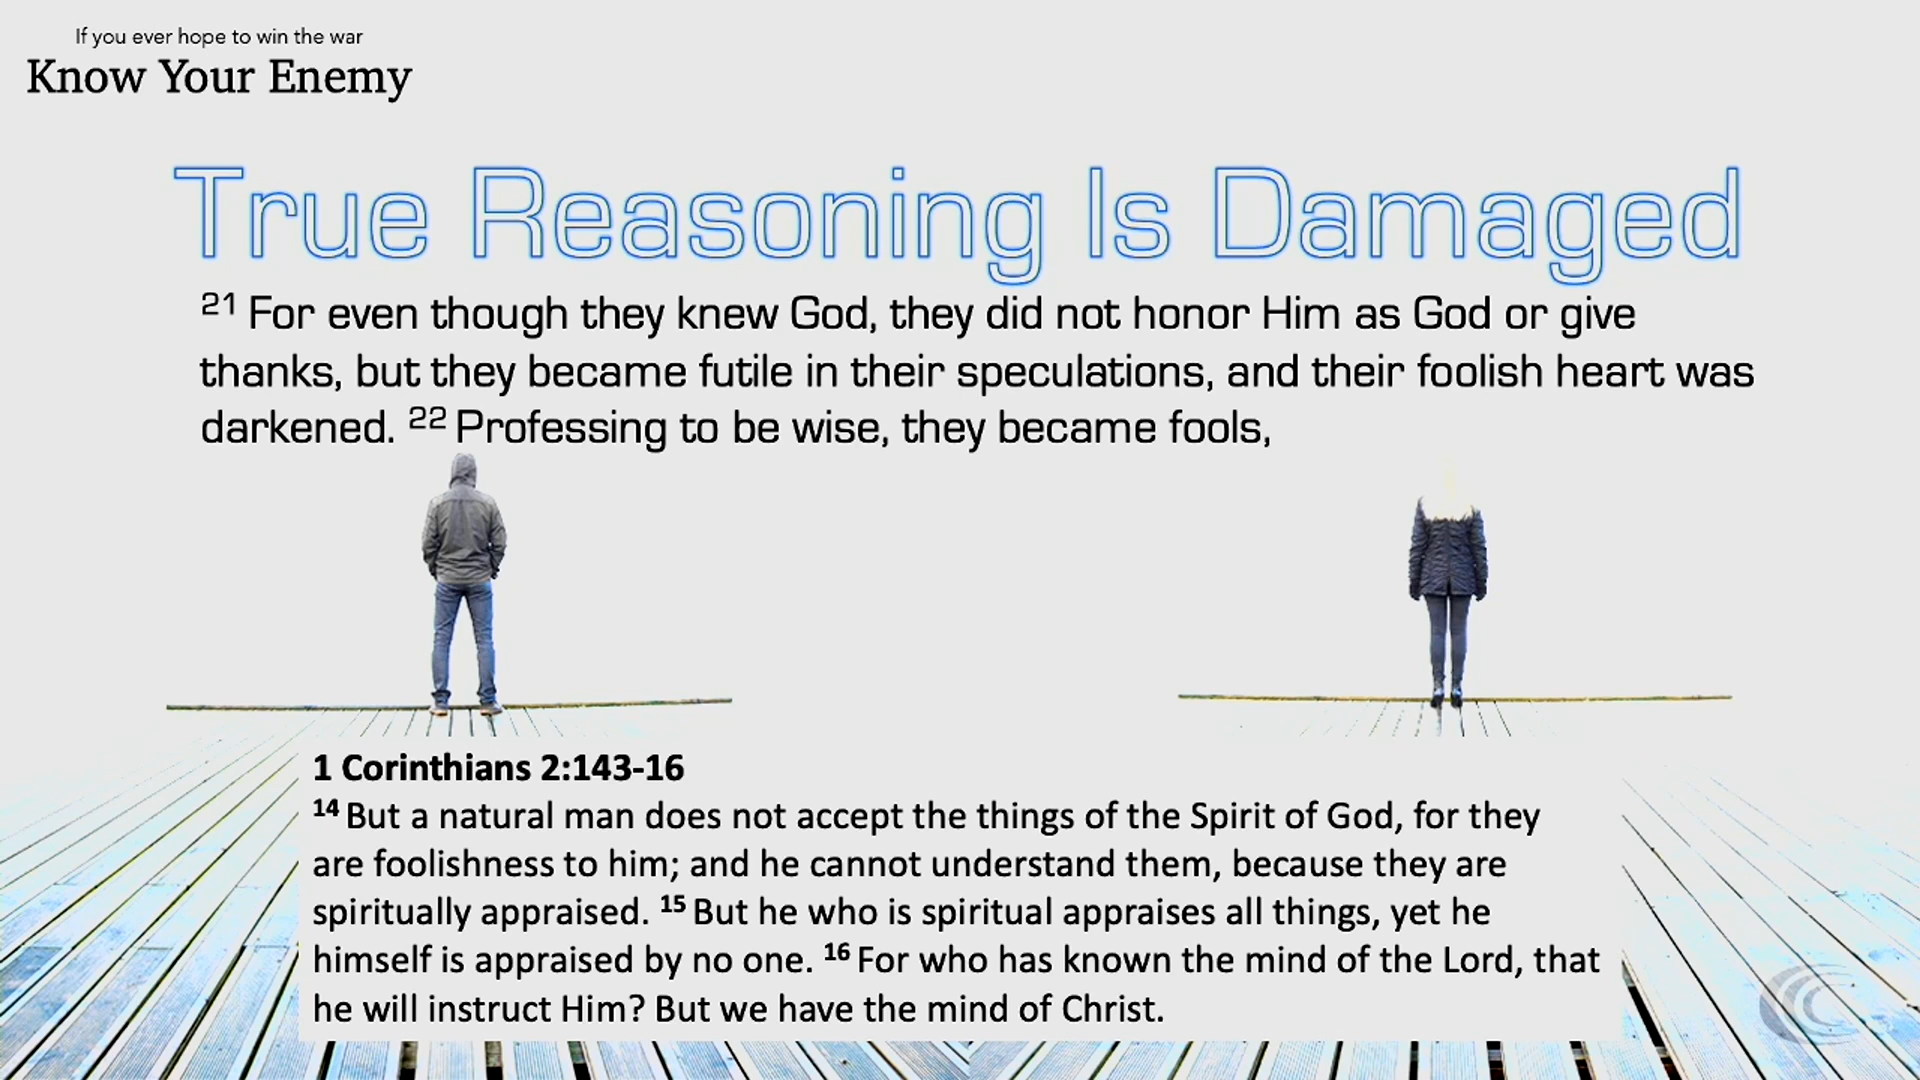 If you ever hope to win the war
Know Your Enemy
True Reasoning Is Damaged
21 For even though they knew God, they did not honor Him as God or give
thanks, but they became futile in their speculations, and their foolish heart was
darkened. 22 Professing to be wise, they became fools,
1 Corinthians 2:143-16
14 But a natural man does not accept the things of the Spirit of God, for they
are foolishness to him; and he cannot understand them, because they are
spiritually appraised. 15 But he who is spiritual appraises all things, yet he
himself is appraised by no one. 16 For who has known the mind of the Lord, that
he will instruct Him? But we have the mind of Christ.